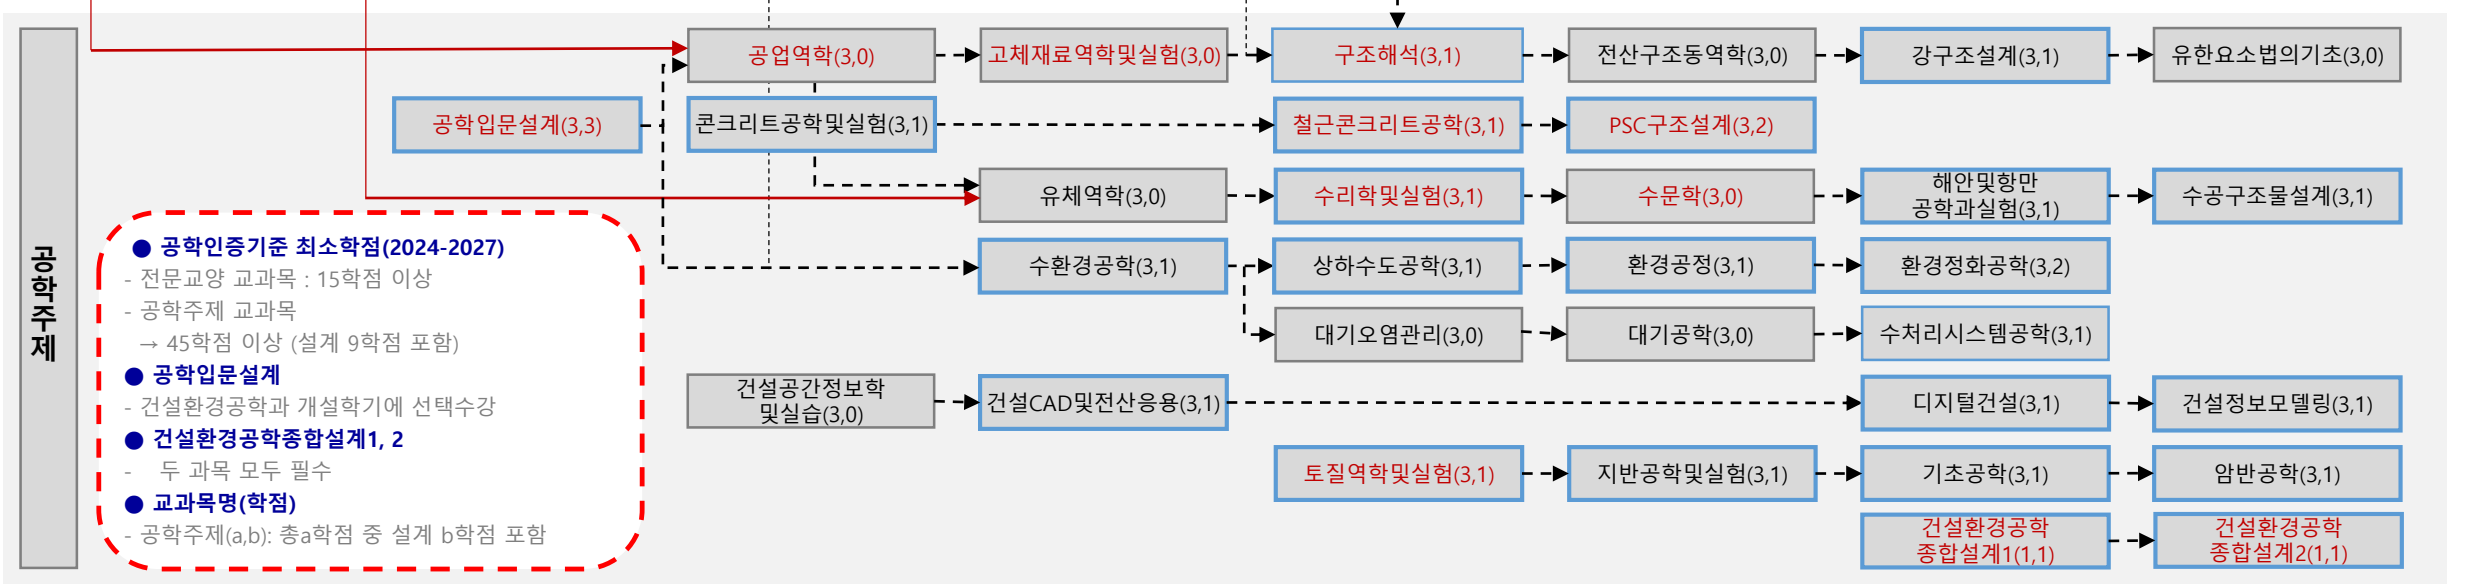 공학주제
공업역학(3,0)
고체재료역학및실험(3,0)
구조해석(3,1)
전산구조동역학(3,0)
강구조설계(3,1)
유한요소법의기초(3,0)
공학입문설계(3,3)
콘크리트공학및실험(3,1)
철근콘크리트공학(3,1)
PSC구조설계(3,2)
유체역학(3,0)
수리학및실험(3,1)
수문학(3,0)
해안및항만
공학과실험(3,1)
수공구조물설계(3,1)
수환경공학(3,1)
상하수도공학(3,1)
환경공정(3,1)
환경정화공학(3,2)
대기오염관리(3,0)
대기공학(3,0)
수처리시스템공학(3,1)
건설공간정보학
및실습(3,0)
건설CAD및전산응용(3,1)
디지털건설(3,1)
건설정보모델링(3,1)
토질역학및실험(3,1)
지반공학및실험(3,1)
기초공학(3,1)
암반공학(3,1)
건설환경공학
종합설계1(1,1)
건설환경공학
종합설계2(1,1)
● 공학인증기준 최소학점(2024-2027)
- 전문교양 교과목 : 15학점 이상
- 공학주제 교과목
→ 45학점 이상 (설계 9학점 포함)
● 공학입문설계
- 건설환경공학과 개설학기에 선택수강
● 건설환경공학종합설계1, 2
- 두 과목 모두 필수
● 교과목명(학점)
- 공학주제(a,b): 총a학점 중 설계 b학점 포함